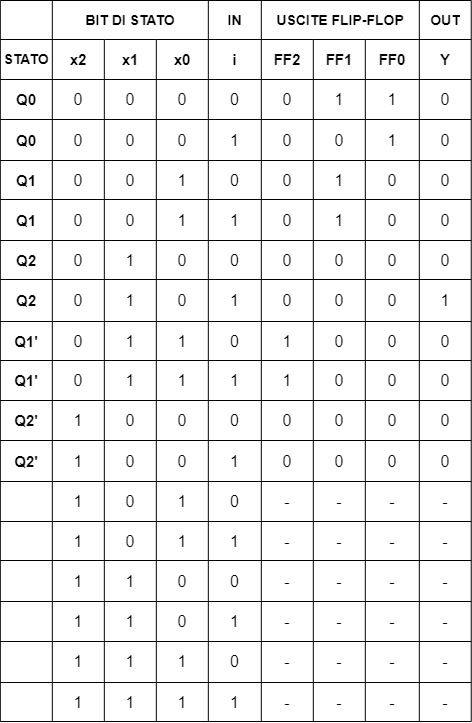 BIT DI STATO IN USCITE FLIP-FLOP OUT
STATO x2 x1 x0 i FF2 FF1 FF0 Y
Q0 0 0 0 0 0 1 1 0
Q0 0 0 0 1 0 0 1 0
Q1 0 0 1 0 0 1 0 0
Q1 0 0 1 1 0 1 0 0
Q2 0 1 0 0 0 0 0 0
Q2 0 1 0 1 0 0 0 1
Q1' 0 1 1 0 1 0 0 0
Q1' 0 1 1 1 1 0 0 0
Q2' 1 0 0 0 0 0 0 0
Q2' 1 0 0 1 0 0 0 0
1 0 1 0 - - - -
1 0 1 1 - - - -
1 1 0 0 - - - -
1 1 0 1 - - - -
1 1 1 0 - - - -
1 1 1 1 - - - -